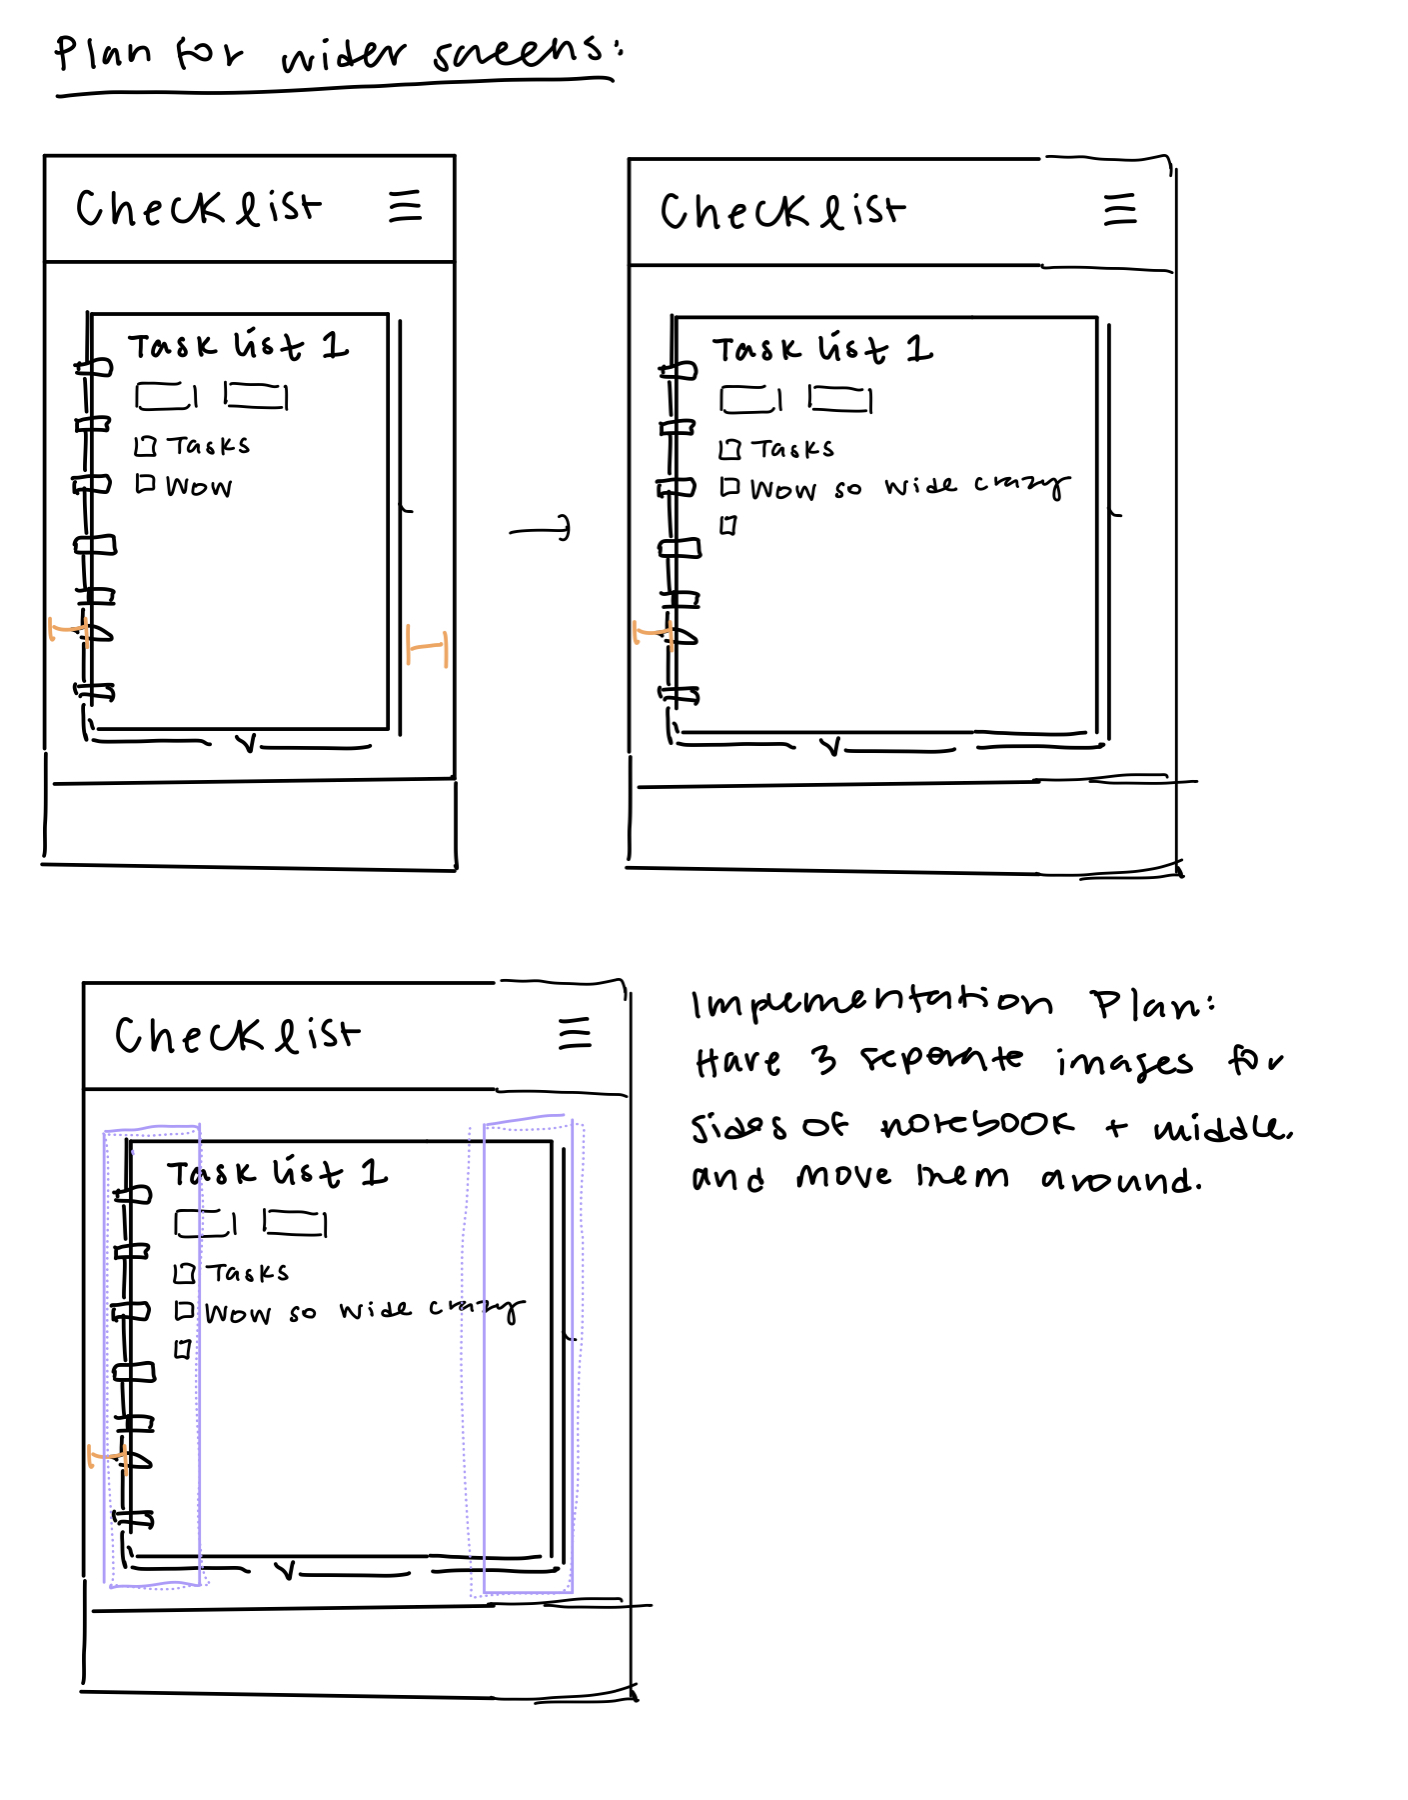 Plan for wider screens:
Checklist
Task list 1
Tasks
Wow
Checklist
Task list 1
Tasks
Wow so wide crazy
Checklist
Task list 1
Tasks
Wow so wide crazy
Impementation Plan:
Have 3 seperate images for
sides of notebook + middle.
and move them around.